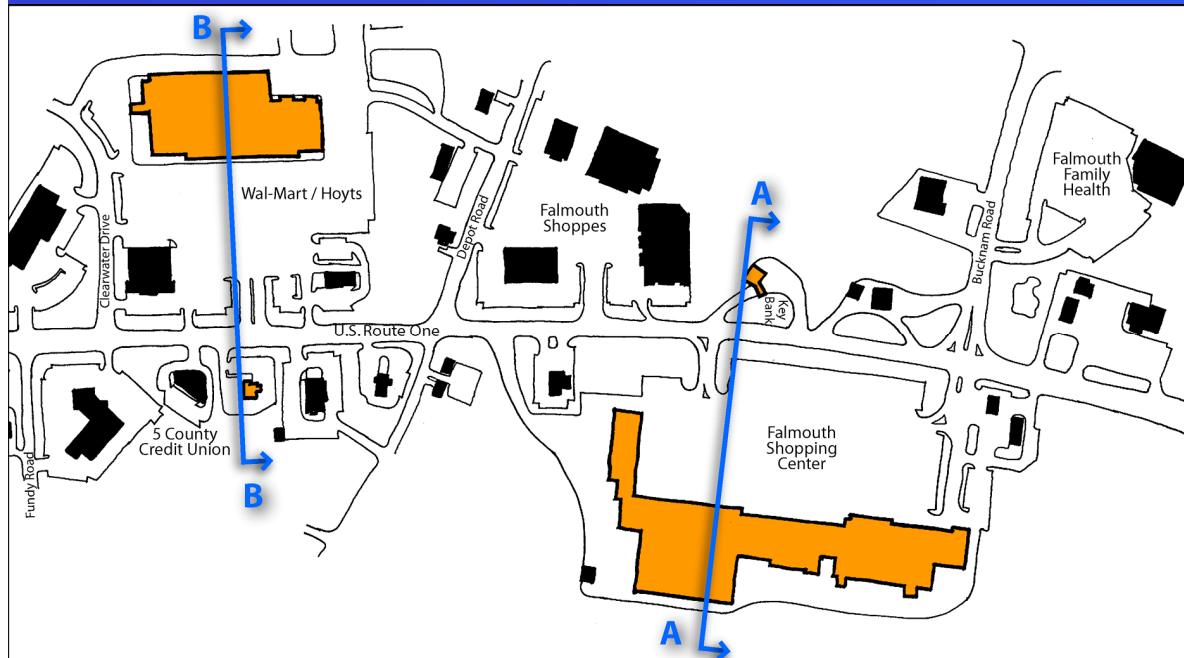 B
Wal-Mart / Hoyts
Clearwater Drive
Depot Road
Falmouth
Shoppes
A
Key
Bank
Bucknam Road
Falmouth
Family
Health
U.S. Route One
5 County
Credit Union
Fundy Road
B
Falmouth
Shopping
Center
A